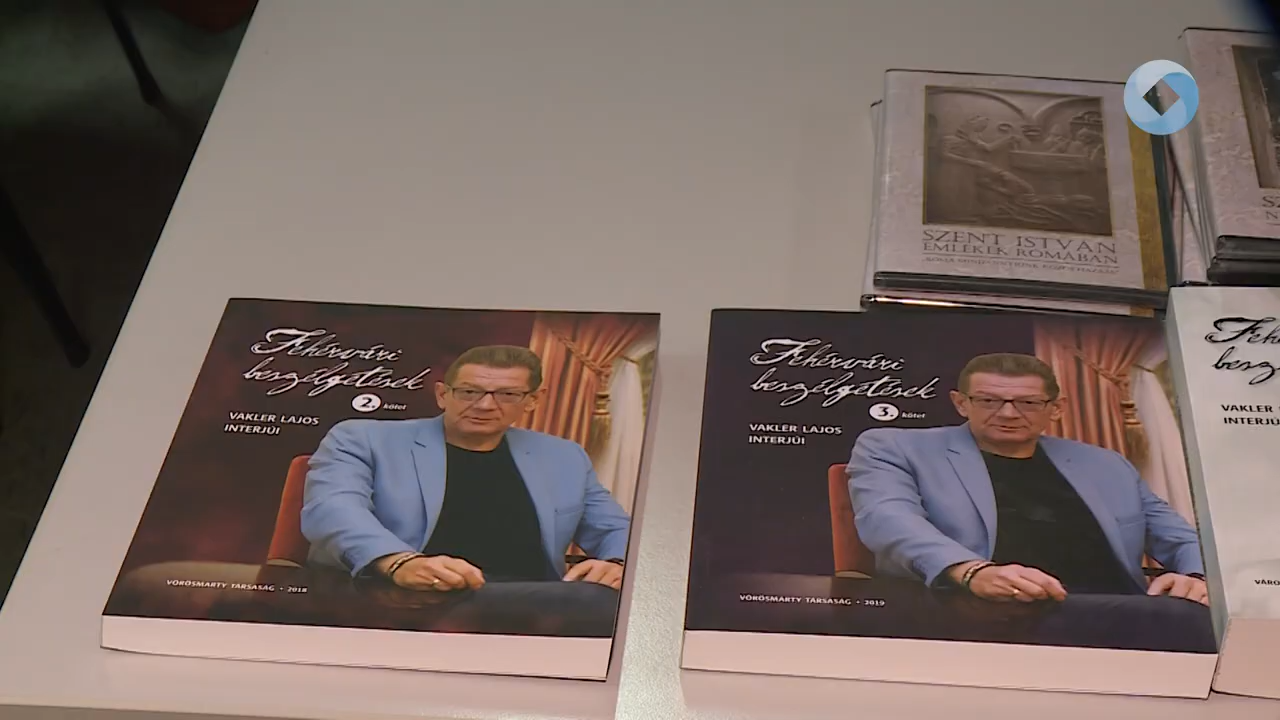 SZENT ISTVÁN
EMLÉKEK RÓMÁBAN
Fehérvári
beszélgetések
2. kötet
VAKLER LAJOS
INTERJÚI
VÖRÖSMARTY TÁRSASÁG • 2018
Fehérvári
beszélgetések
3. kötet
VAKLER LAJOS
INTERJÚI
VÖRÖSMARTY TÁRSASÁG • 2019
VAKLER